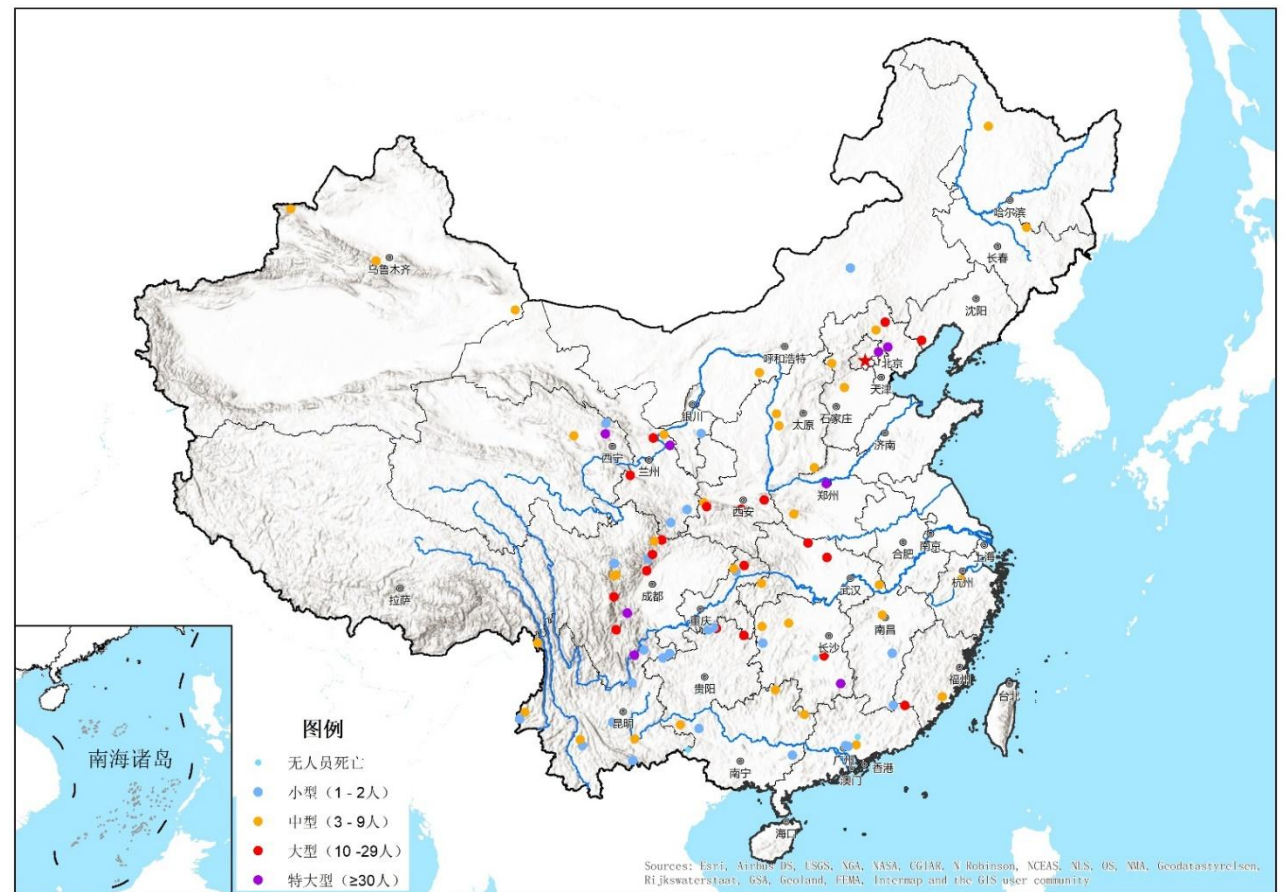 哈尔滨
长春
乌鲁木齐
沈阳
呼和浩特
北京
天津
银川
石家庄
太原
济南
西宁
兰州
郑州
西安
合肥
南京
上海
成都
杭州
武汉
拉萨
重庆
南昌
长沙
福州
贵阳
台北
昆明
广州
香港
澳门
南宁
海口
南海诸岛
图例
无人员死亡
小型（1 - 2人）
中型（3 - 9人）
大型（10 -29人）
特大型（≥30人）
Sources: Esri, Airbus DS, USGS, NGA, NASA, CGIAR, N Robinson, NCEAS, NLS, OS, NMA, Geodatastyrelsen,
Rijkswaterstaat, GSA, Geoland, FEMA, Intermap and the GIS user community